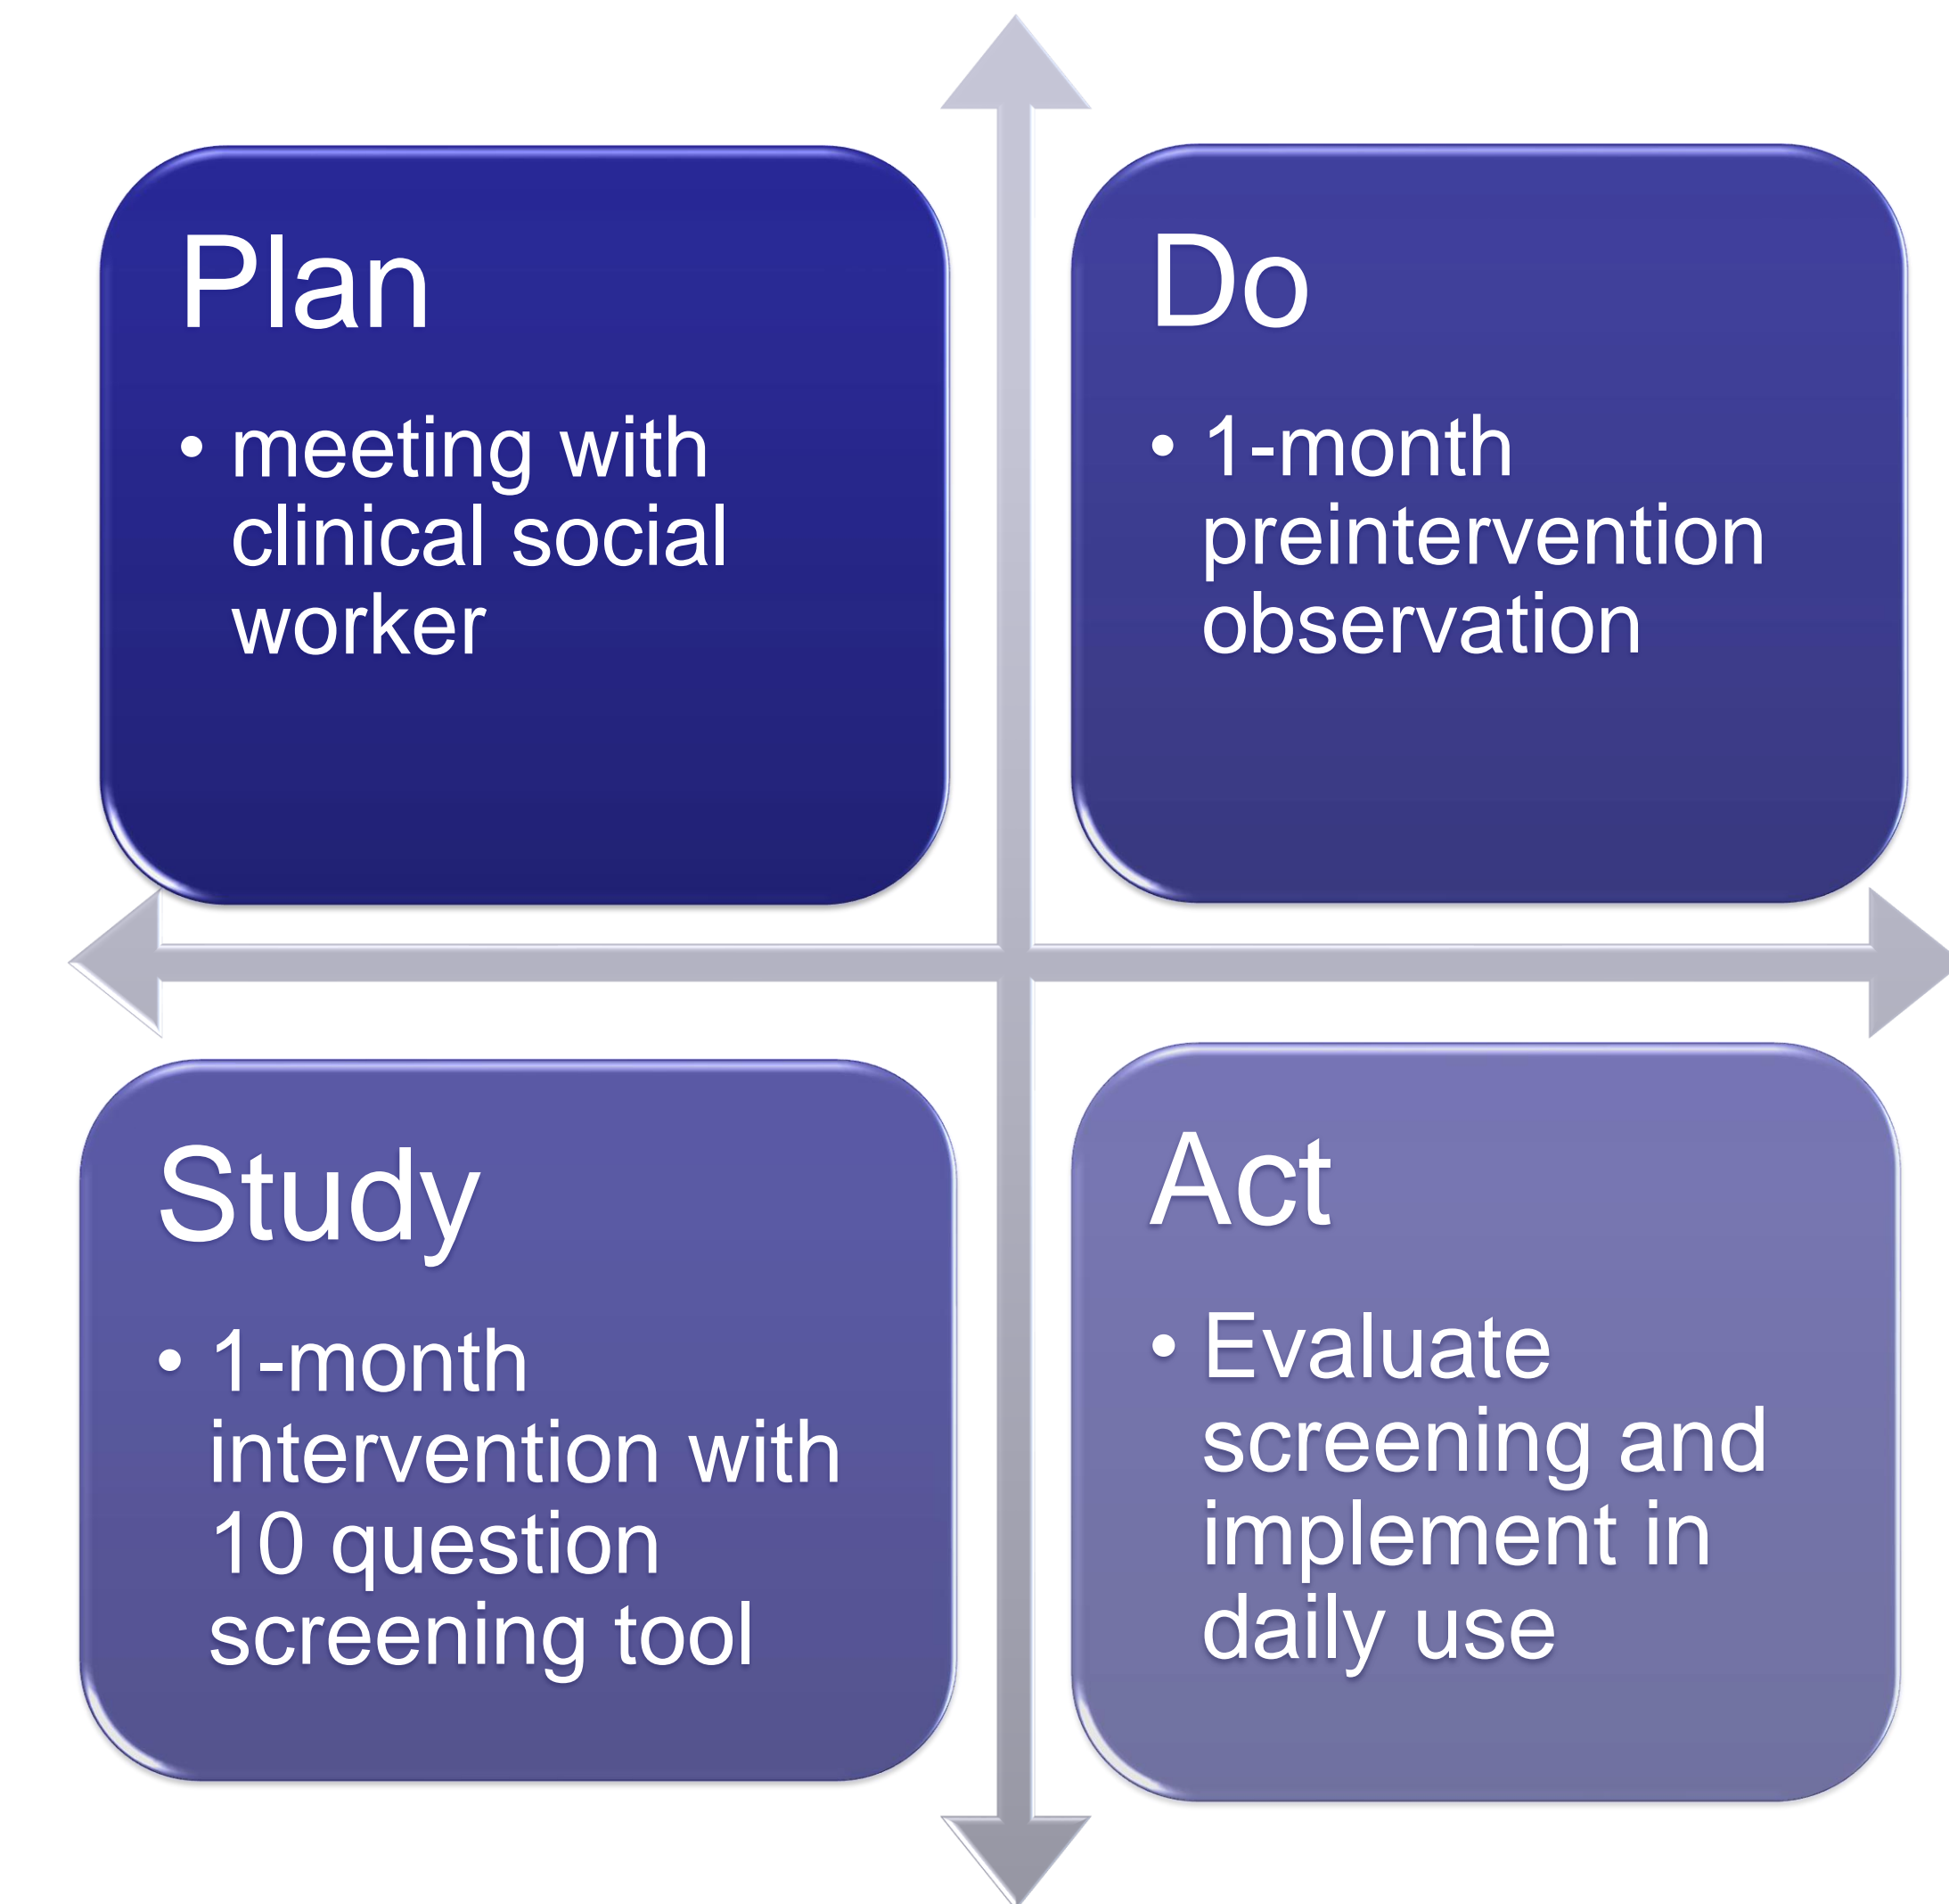 Plan
• meeting with
clinical social
worker
Do
• 1-month
preintervention
observation
Study
• 1-month
intervention with
10 question
screening tool
Act
• Evaluate
screening and
implement in
daily use